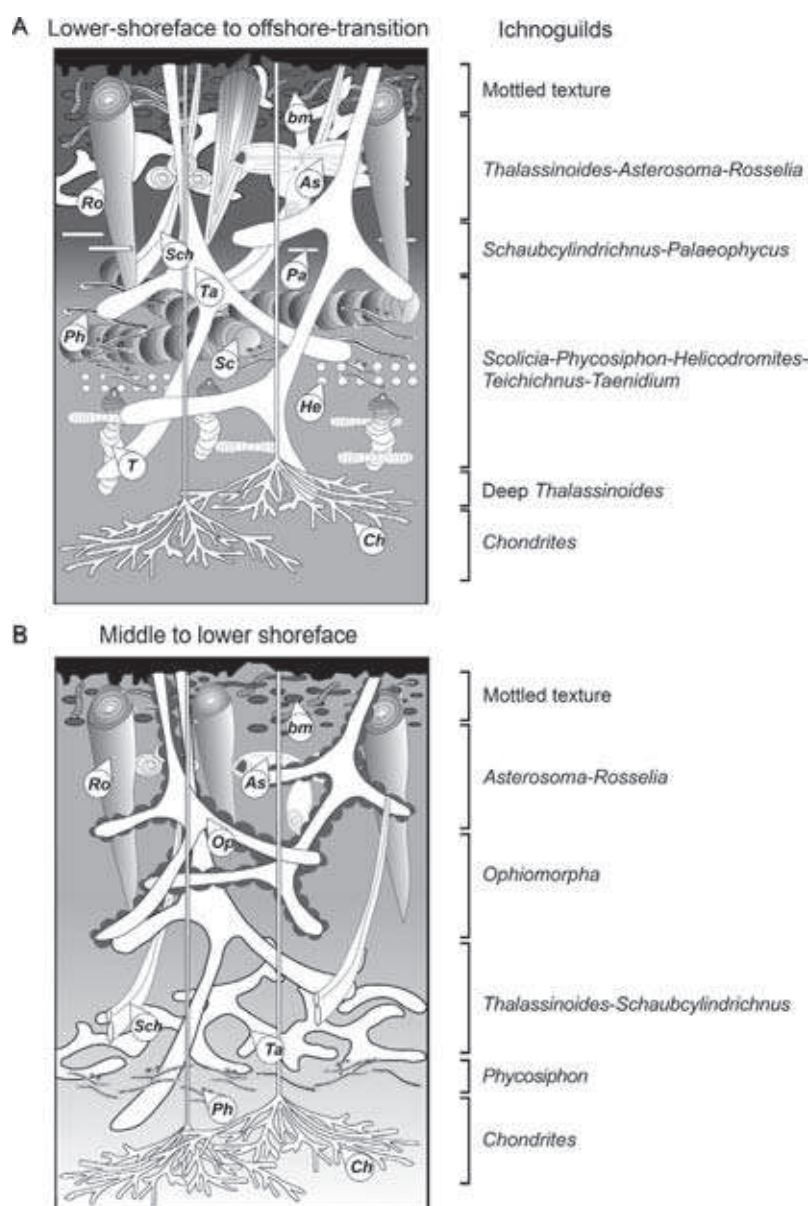 A Lower-shoreface to offshore-transition
Ichnoguilds
Mottled texture
Thalassinoides-Asterosoma-Rosselia
Schaubcylindrichnus-Palaeophycus
Scolicia-Phycosiphon-Helicodromites-
Teichichnus-Taenidium
Deep Thalassinoides
Chondrites
bm
As
Ro
Sch
Pa
Ta
Ph
Sc
He
T
Ch
B Middle to lower shoreface
Mottled texture
Asterosoma-Rosselia
Ophiomorpha
Thalassinoides-Schaubcylindrichnus
Phycosiphon
Chondrites
bm
Ro
As
Op
Sch
Ta
Ph
Ch